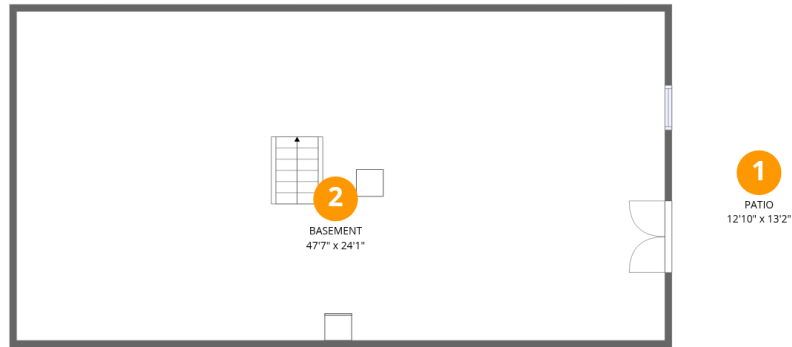 2
BASEMENT
47'7" x 24'1"
1
PATIO
12'10" x 13'2"